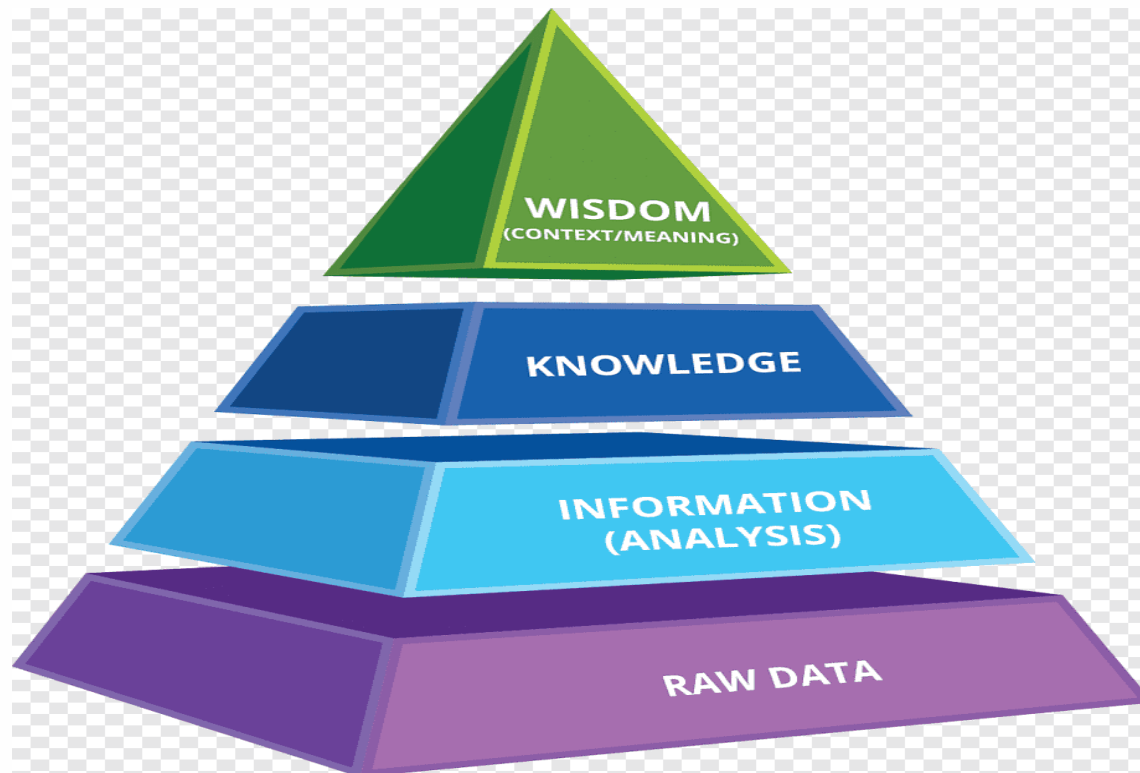 WISDOM
(CONTEXT/MEANING)
KNOWLEDGE
INFORMATION
(ANALYSIS)
RAW DATA